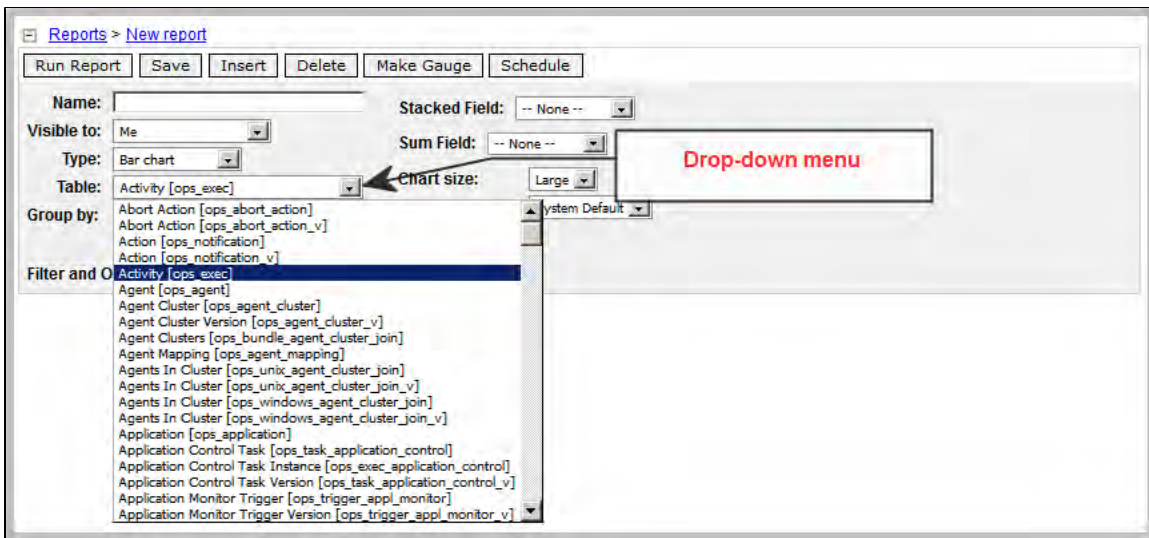 Reports > New report
Run Report Save Insert Delete Make Gauge Schedule
Name:
Stacked Field: -- None --
Visible to: Me
Sum Field: -- None --
Drop-down menu
Type: Bar chart
Chart size: Large
Table: Activity [ops_exec]
ystem Default
Group by:
Filter and O
Abort Action [ops_abort_action]
Abort Action [ops_abort_action_v]
Action [ops_notification]
Action [ops_notification_v]
Activity [ops_exec]
Agent [ops_agent]
Agent Cluster [ops_agent_cluster]
Agent Cluster Version [ops_agent_cluster_v]
Agent Clusters [ops_bundle_agent_cluster_join]
Agent Mapping [ops_agent_mapping]
Agents In Cluster [ops_unix_agent_cluster_join]
Agents In Cluster [ops_unix_agent_cluster_join_v]
Agents In Cluster [ops_windows_agent_cluster_join]
Agents In Cluster [ops_windows_agent_cluster_join_v]
Application [ops_application]
Application Control Task [ops_task_application_control]
Application Control Task Instance [ops_exec_application_control]
Application Control Task Version [ops_task_application_control_v]
Application Monitor Trigger [ops_trigger_appl_monitor]
Application Monitor Trigger Version [ops_trigger_appl_monitor_v]